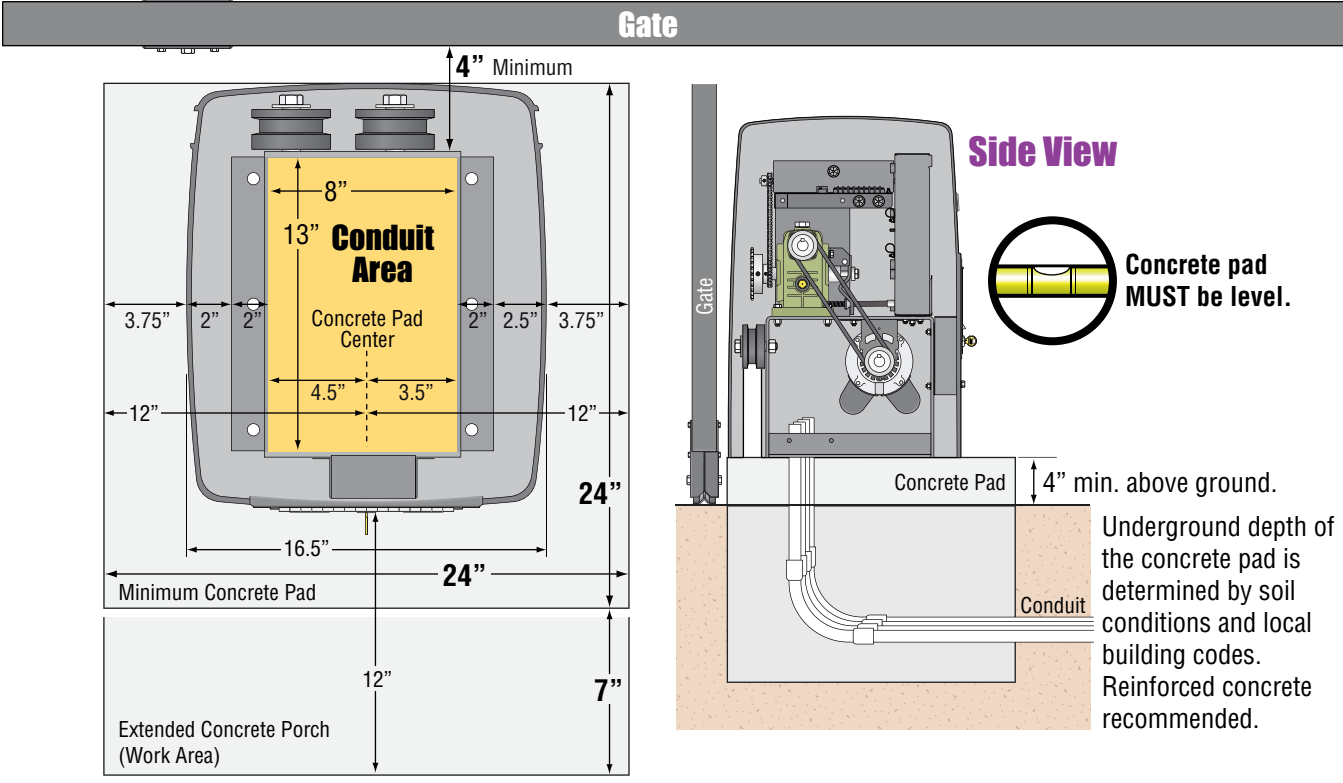 Gate
4” Minimum
8”
13”
Conduit
Area
3.75”
2”
2”
Concrete Pad
Center
2”
2.5”
3.75”
4.5”
3.5”
12”
12”
24”
16.5”
24”
Minimum Concrete Pad
12”
7”
Extended Concrete Porch
(Work Area)
Side View
Gate
Concrete pad
MUST be level.
Concrete Pad
4” min. above ground.
Conduit
Underground depth of
the concrete pad is
determined by soil
conditions and local
building codes.
Reinforced concrete
recommended.